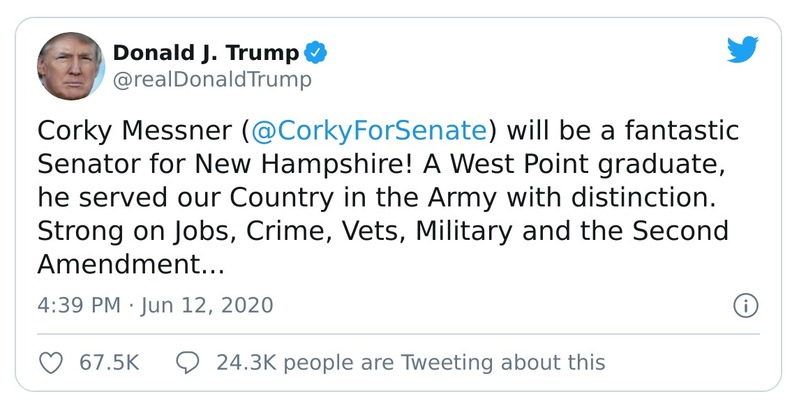 Donald J. Trump
@realDonaldTrump
Corky Messner (@CorkyForSenate) will be a fantastic
Senator for New Hampshire! A West Point graduate,
he served our Country in the Army with distinction.
Strong on Jobs, Crime, Vets, Military and the Second
Amendment...
4:39 PM · Jun 12, 2020
67.5K 24.3K people are Tweeting about this